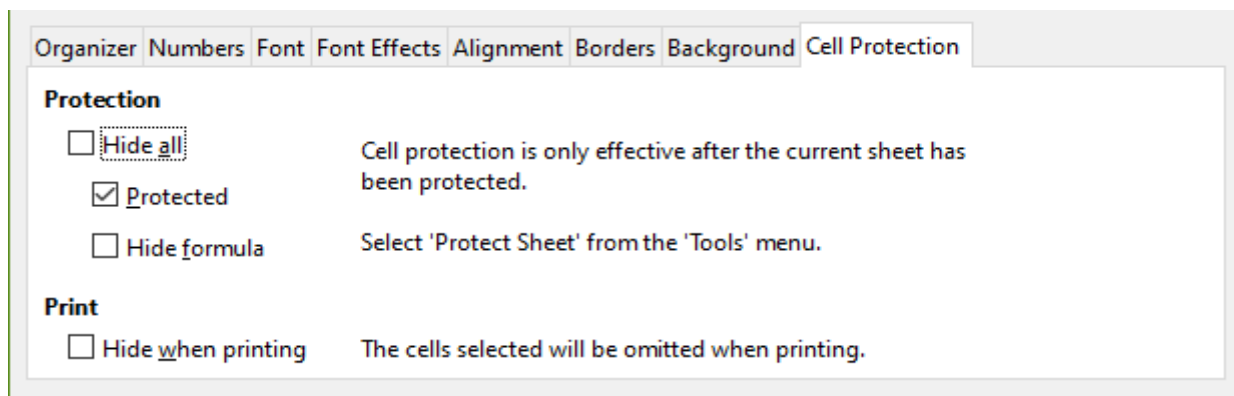 Organizer Numbers Font Font Effects Alignment Borders Background Cell Protection
Protection
Hide all
Cell protection is only effective after the current sheet has
been protected.
Protected
Hide formula
Select 'Protect Sheet' from the 'Tools' menu.
Print
Hide when printing
The cells selected will be omitted when printing.